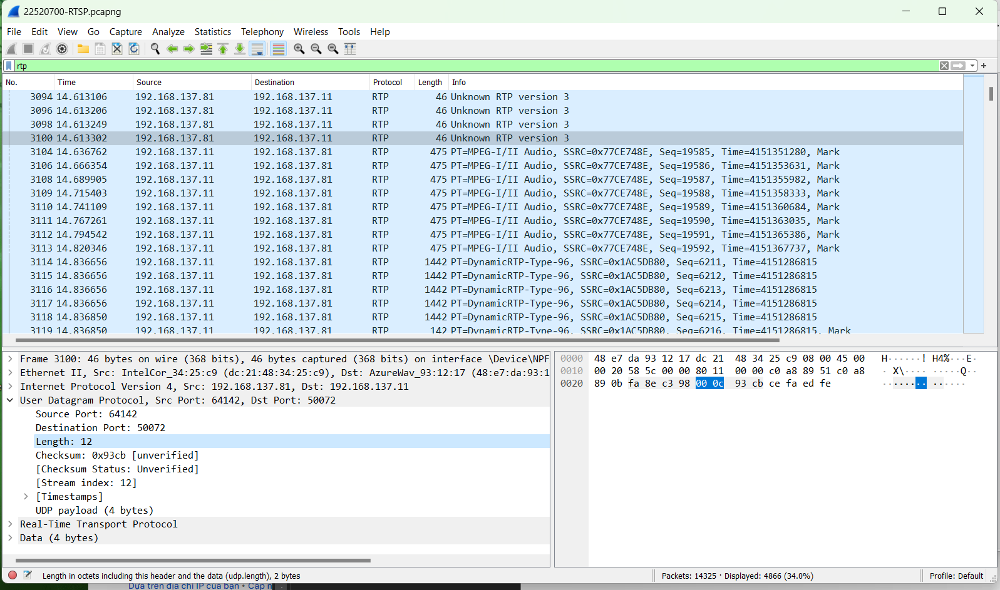 22520700-RTSP.pcapng
File Edit View Go Capture Analyze Statistics Telephony Wireless Tools Help
rtp
No. Time Source Destination Protocol Length Info
3094 14.613106 192.168.137.81 192.168.137.11 RTP 46 Unknown RTP version 3
3096 14.613206 192.168.137.81 192.168.137.11 RTP 46 Unknown RTP version 3
3098 14.613249 192.168.137.81 192.168.137.11 RTP 46 Unknown RTP version 3
3100 14.613302 192.168.137.81 192.168.137.11 RTP 46 Unknown RTP version 3
3104 14.636762 192.168.137.11 192.168.137.81 RTP 475 PT=MPEG-I/II Audio, SSRC=0x77CE748E, Seq=19585, Time=4151351280, Mark
3106 14.666354 192.168.137.11 192.168.137.81 RTP 475 PT=MPEG-I/II Audio, SSRC=0x77CE748E, Seq=19586, Time=4151353631, Mark
3108 14.689905 192.168.137.11 192.168.137.81 RTP 475 PT=MPEG-I/II Audio, SSRC=0x77CE748E, Seq=19587, Time=4151355982, Mark
3109 14.715403 192.168.137.11 192.168.137.81 RTP 475 PT=MPEG-I/II Audio, SSRC=0x77CE748E, Seq=19588, Time=4151358333, Mark
3110 14.741109 192.168.137.11 192.168.137.81 RTP 475 PT=MPEG-I/II Audio, SSRC=0x77CE748E, Seq=19589, Time=4151360684, Mark
3111 14.767261 192.168.137.11 192.168.137.81 RTP 475 PT=MPEG-I/II Audio, SSRC=0x77CE748E, Seq=19590, Time=4151363035, Mark
3112 14.794542 192.168.137.11 192.168.137.81 RTP 475 PT=MPEG-I/II Audio, SSRC=0x77CE748E, Seq=19591, Time=4151365386, Mark
3113 14.820346 192.168.137.11 192.168.137.81 RTP 475 PT=MPEG-I/II Audio, SSRC=0x77CE748E, Seq=19592, Time=4151367737, Mark
3114 14.836656 192.168.137.11 192.168.137.81 RTP 1442 PT=DynamicRTP-Type-96, SSRC=0x1AC5DB80, Seq=6211, Time=4151286815
3115 14.836656 192.168.137.11 192.168.137.81 RTP 1442 PT=DynamicRTP-Type-96, SSRC=0x1AC5DB80, Seq=6212, Time=4151286815
3116 14.836656 192.168.137.11 192.168.137.81 RTP 1442 PT=DynamicRTP-Type-96, SSRC=0x1AC5DB80, Seq=6213, Time=4151286815
3117 14.836656 192.168.137.11 192.168.137.81 RTP 1442 PT=DynamicRTP-Type-96, SSRC=0x1AC5DB80, Seq=6214, Time=4151286815
3118 14.836850 192.168.137.11 192.168.137.81 RTP 1442 PT=DynamicRTP-Type-96, SSRC=0x1AC5DB80, Seq=6215, Time=4151286815
3119 14.836850 192.168.137.11 192.168.137.81 RTP 142 PT=DynamicRTP-Type-96, SSRC=0x1AC5DB80, Seq=6216, Time=4151286815, Mark
Frame 3100: 46 bytes on wire (368 bits), 46 bytes captured (368 bits) on interface \Device\NPF
Ethernet II, Src: IntelCor_34:25:c9 (dc:21:48:34:25:c9), Dst: AzureWav_93:12:17 (48:e7:da:93:1
Internet Protocol Version 4, Src: 192.168.137.81, Dst: 192.168.137.11
User Datagram Protocol, Src Port: 64142, Dst Port: 50072
Source Port: 64142
Destination Port: 50072
Length: 12
Checksum: 0x93cb [unverified]
[Checksum Status: Unverified]
[Stream index: 12]
[Timestamps]
UDP payload (4 bytes)
Real-Time Transport Protocol
Data (4 bytes)
0000 48 e7 da 93 12 17 dc 21 48 34 25 c9 08 00 45 00 H······! H4%···E·
0010 00 20 58 5c 00 00 80 11 00 00 c0 a8 89 51 c0 a8 · X\···· ·····Q··
0020 89 0b fa 8e c3 98 00 0c 93 cb ce fa ed fe ········ ······
Length in octets including this header and the data (udp.length), 2 bytes
Packets: 14325 · Displayed: 4866 (34.0%)
Profile: Default
Dựa trên địa chỉ IP của bạn • Cập n